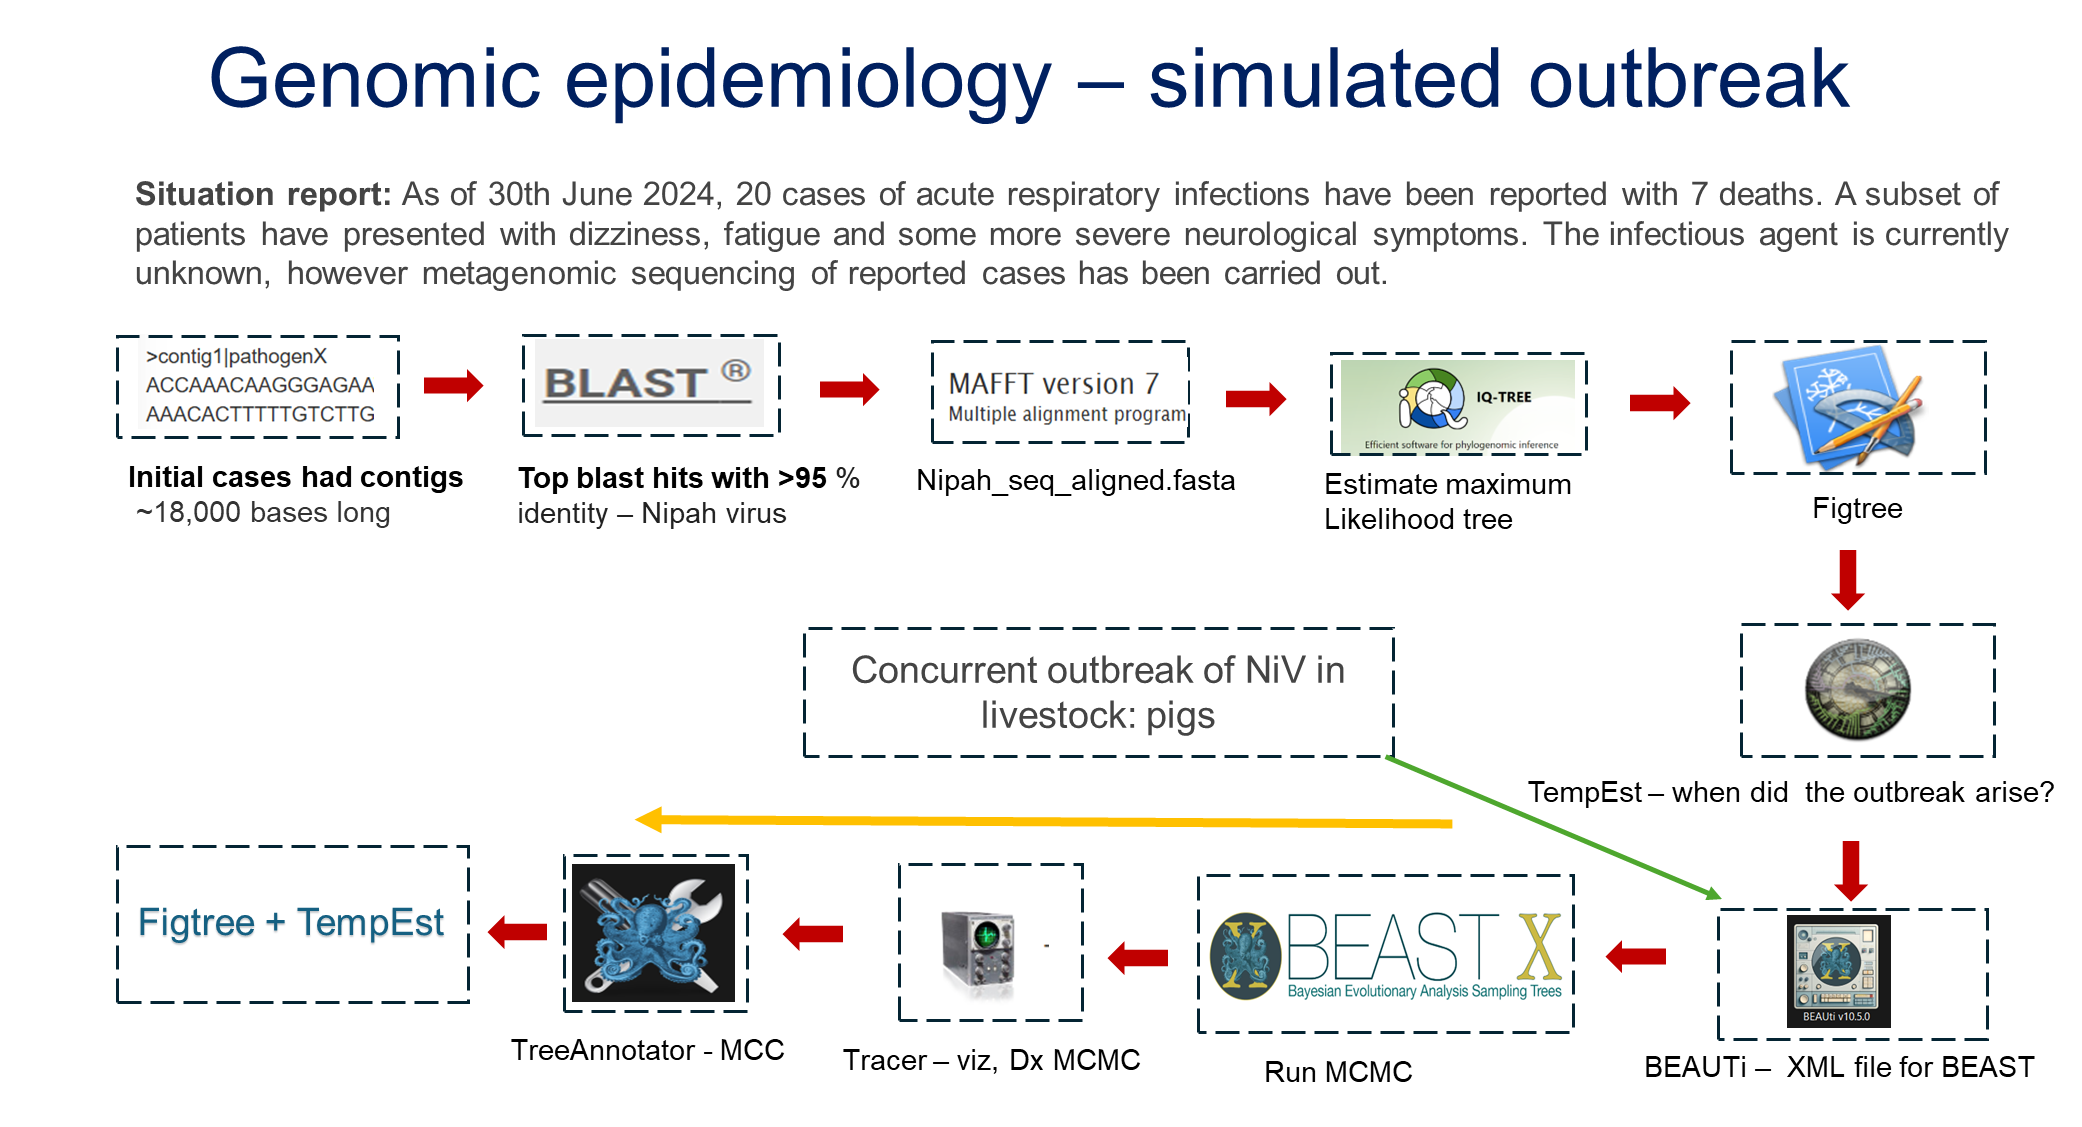 Genomic epidemiology – simulated outbreak
Situation report: As of 30th June 2024, 20 cases of acute respiratory infections have been reported with 7 deaths. A subset of
patients have presented with dizziness, fatigue and some more severe neurological symptoms. The infectious agent is currently
unknown, however metagenomic sequencing of reported cases has been carried out.
>contig1|pathogenX
ACCAAACAAGGGAGAA
AAACACTTTTTGTCTTG
Initial cases had contigs
~18,000 bases long
BLAST ®
Top blast hits with >95 %
identity – Nipah virus
MAFFT version 7
Multiple alignment program
Nipah_seq_aligned.fasta
IQ-TREE
Efficient software for phylogenomic inference
Estimate maximum
Likelihood tree
Figtree
Concurrent outbreak of NiV in
livestock: pigs
TempEst – when did the outbreak arise?
Figtree + TempEst
TreeAnnotator - MCC
Tracer – viz, Dx MCMC
BEAST X
Bayesian Evolutionary Analysis Sampling Trees
Run MCMC
X
BEAUti v10.5.0
BEAUTi – XML file for BEAST